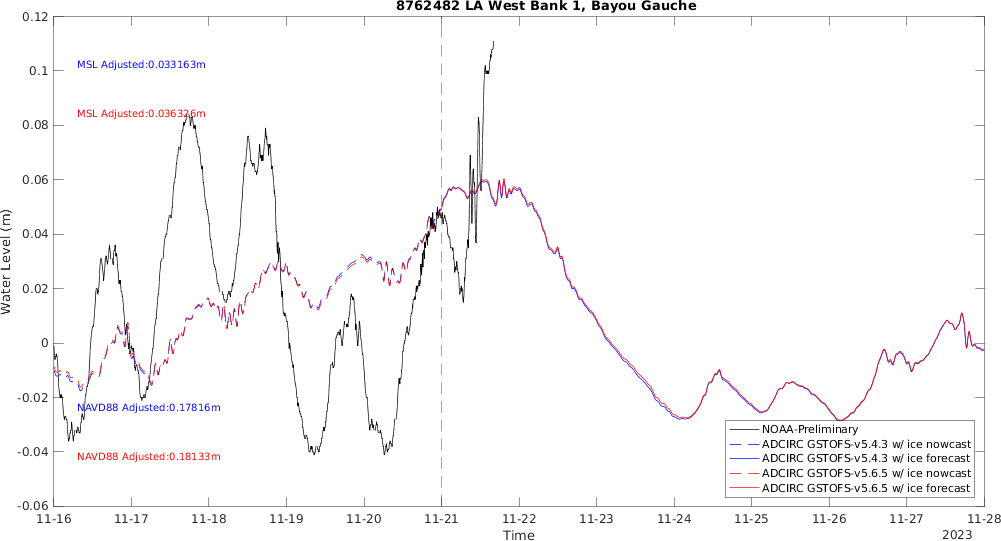 8762482 LA West Bank 1, Bayou Gauche
0.12
0.1
0.08
0.06
0.04
0.02
0
-0.02
-0.04
-0.06
Water Level (m)
MSL Adjusted:0.033163m
MSL Adjusted:0.036326m
NAVD88 Adjusted:0.17816m
NAVD88 Adjusted:0.18133m
NOAA-Preliminary
ADCIRC GSTOFS-v5.4.3 w/ ice nowcast
ADCIRC GSTOFS-v5.4.3 w/ ice forecast
ADCIRC GSTOFS-v5.6.5 w/ ice nowcast
ADCIRC GSTOFS-v5.6.5 w/ ice forecast
11-16 11-17 11-18 11-19 11-20 11-21 11-22 11-23 11-24 11-25 11-26 11-27 11-28
Time
2023